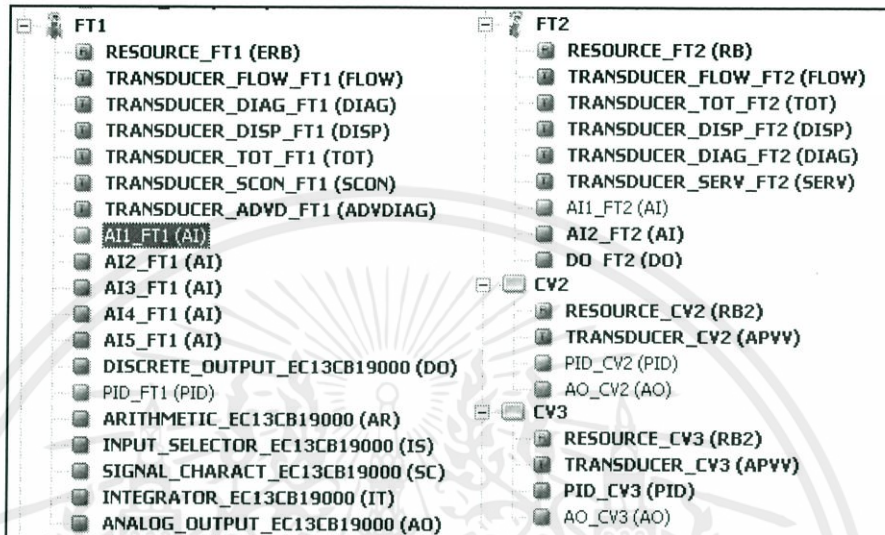 FT1
RESOURCE_FT1 (ERB)
TRANSDUCER_FLOW_FT1 (FLOW)
TRANSDUCER_DIAG_FT1 (DIAG)
TRANSDUCER_DISP_FT1 (DISP)
TRANSDUCER_TOT_FT1 (TOT)
TRANSDUCER_SCON_FT1 (SCON)
TRANSDUCER_ADVD_FT1 (ADVDIAG)
AI1_FT1 (AI)
AI2_FT1 (AI)
AI3_FT1 (AI)
AI4_FT1 (AI)
AI5_FT1 (AI)
DISCRETE_OUTPUT_EC13CB19000 (DO)
PID_FT1 (PID)
ARITHMETIC_EC13CB19000 (AR)
INPUT_SELECTOR_EC13CB19000 (IS)
SIGNAL_CHARACT_EC13CB19000 (SC)
INTEGRATOR_EC13CB19000 (IT)
ANALOG_OUTPUT_EC13CB19000 (AO)
FT2
RESOURCE_FT2 (RB)
TRANSDUCER_FLOW_FT2 (FLOW)
TRANSDUCER_TOT_FT2 (TOT)
TRANSDUCER_DISP_FT2 (DISP)
TRANSDUCER_DIAG_FT2 (DIAG)
TRANSDUCER_SERV_FT2 (SERV)
AI1_FT2 (AI)
AI2_FT2 (AI)
DO_FT2 (DO)
CV2
RESOURCE_CV2 (RB2)
TRANSDUCER_CV2 (APVV)
PID_CV2 (PID)
AO_CV2 (AO)
CV3
RESOURCE_CV3 (RB2)
TRANSDUCER_CV3 (APVV)
PID_CV3 (PID)
AO_CV3 (AO)